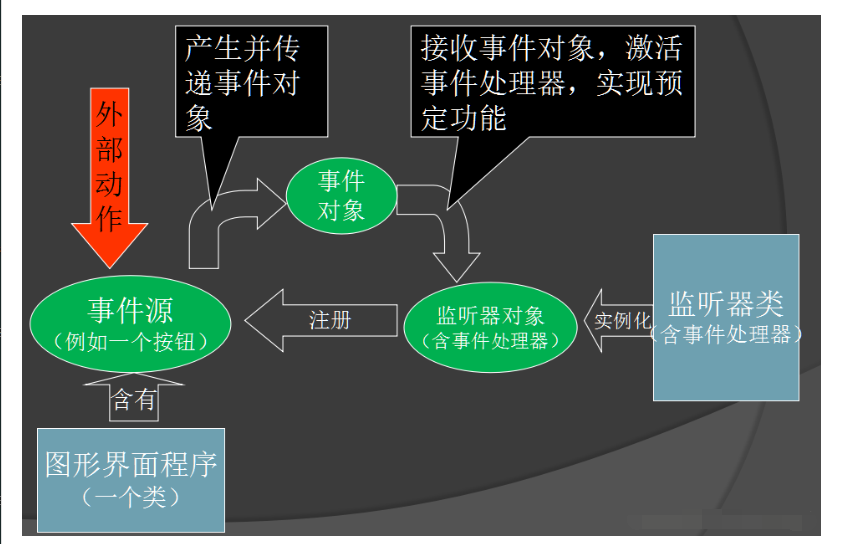 产生并传
递事件对
象
接收事件对象，激活
事件处理器，实现预
定功能
外
部
动
作
事件
对象
事件源
（例如一个按钮）
注册
监听器对象
（含事件处理器）
实例化
监听器类
（含事件处理器）
含有
图形界面程序
（一个类）